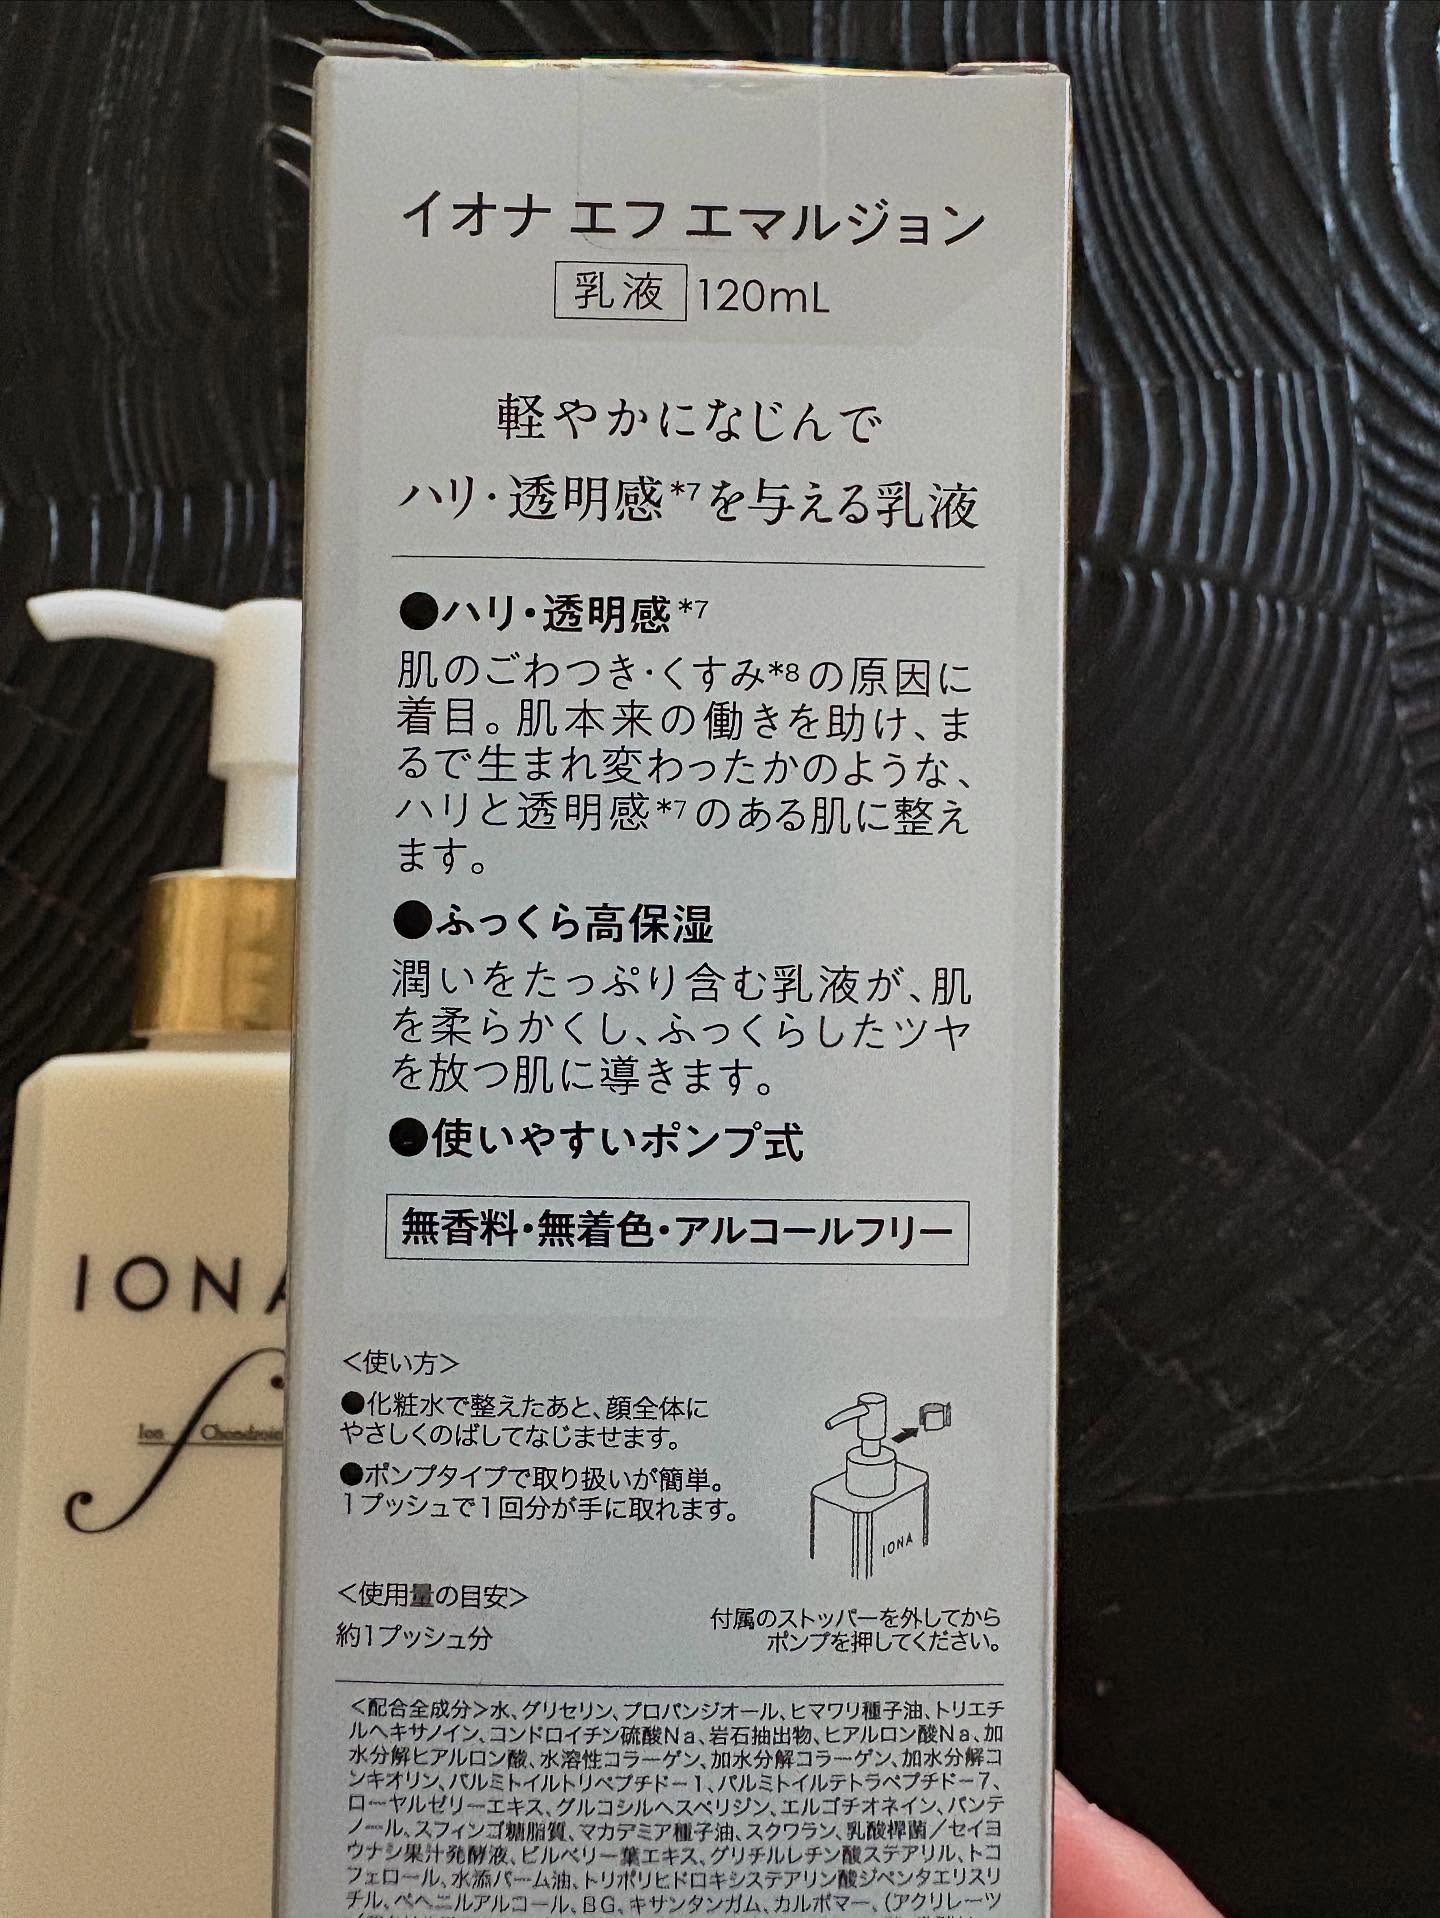 イオナ エフ エマルジョン
乳液 120mL
軽やかになじんで
ハリ・透明感*7を与える乳液
●ハリ・透明感*7
肌のごわつき・くすみ*8の原因に
着目。肌本来の働きを助け、ま
るで生まれ変わったかのような、
ハリと透明感*7のある肌に整え
ます。
●ふっくら高保湿
潤いをたっぷり含む乳液が、肌
を柔らかくし、ふっくらしたツヤ
を放つ肌に導きます。
●使いやすいポンプ式
無香料・無着色・アルコールフリー
＜使い方＞
●化粧水で整えたあと、顔全体に
やさしくのばしてなじませます。
●ポンプタイプで取り扱いが簡単。
1プッシュで1回分が手に取れます。
＜使用量の目安＞
約1プッシュ分
IONA
付属のストッパーを外してから
ポンプを押してください。
＜配合全成分＞水、グリセリン、プロパンジオール、ヒマワリ種子油、トリエチ
ルヘキサノイン、コンドロイチン硫酸Na、岩石抽出物、ヒアルロン酸Na、加
水分解ヒアルロン酸、水溶性コラーゲン、加水分解コラーゲン、加水分解コ
ンキオリン、パルミトイルトリペプチド-1、パルミトイルテトラペプチド-7、
ローヤルゼリーエキス、グルコシルヘスペリジン、エルゴチオネイン、パンテ
ノール、スフィンゴ糖脂質、マカデミア種子油、スクワラン、乳酸桿菌／セイヨ
ウナシ果汁発酵液、ビルベリー葉エキス、グリチルレチン酸ステアリル、トコ
フェロール、水添パーム油、トリポリヒドロキシステアリン酸ジペンタエリスリ
チル、ベヘニルアルコール、BG、キサンタンガム、カルボマー、(アクリレーツ
IONA
f
Ion Chondroi